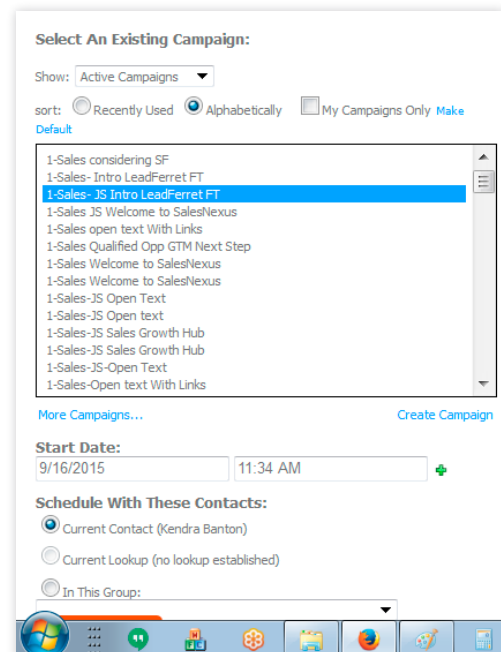 Select An Existing Campaign:
Show: Active Campaigns
sort: Recently Used Alphabetically My Campaigns Only Make
Default
1-Sales considering SF
1-Sales- Intro LeadFerret FT
1-Sales- JS Intro LeadFerret FT
1-Sales JS Welcome to SalesNexus
1-Sales open text With Links
1-Sales Qualified Opp GTM Next Step
1-Sales Welcome to SalesNexus
1-Sales Welcome to SalesNexus
1-Sales-JS Open Text
1-Sales-JS Open text
1-Sales-JS Sales Growth Hub
1-Sales-JS Sales Growth Hub
1-Sales-JS-Open Text
1-Sales-Open text With Links
More Campaigns... Create Campaign
Start Date:
9/16/2015 11:34 AM
Schedule With These Contacts:
Current Contact (Kendra Banton)
Current Lookup (no lookup established)
In This Group: